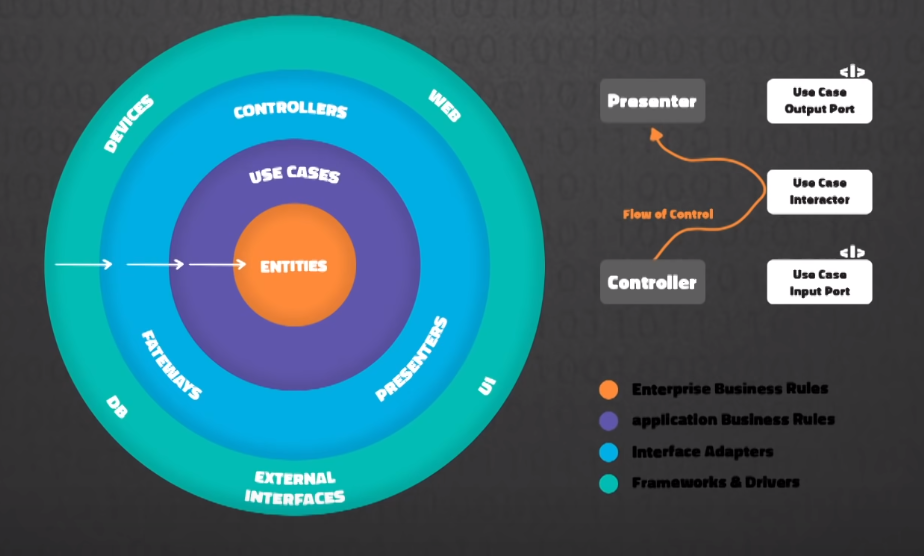 DEVICES
CONTROLLERS
WEB
USE CASES
ENTITIES
FATEWAYS
PRESENTERS
DB
UI
EXTERNAL
INTERFACES
Presenter
<I>
Use Case
Output Port
Use Case
Interactor
Flow of Control
Controller
<I>
Use Case
Input Port
Enterprise Business Rules
application Business Rules
Interface Adapters
Frameworks & Drivers